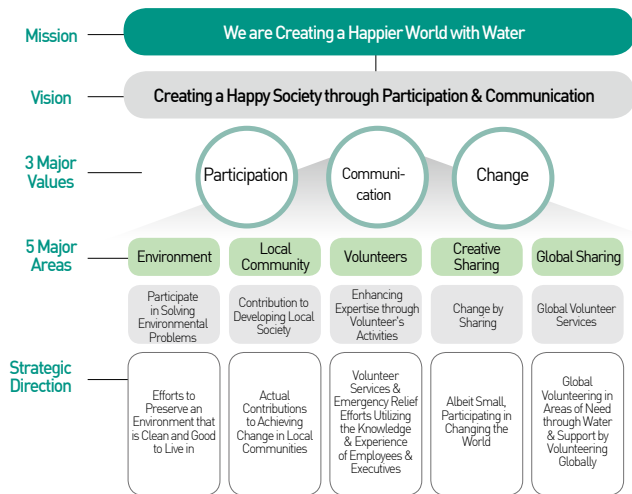 Mission
We are Creating a Happier World with Water
Vision
Creating a Happy Society through Participation & Communication
3 Major
Values
Participation
Communi-
cation
Change
5 Major
Areas
Environment
Local
Community
Volunteers
Creative
Sharing
Global Sharing
Participate
in Solving
Environmental
Problems
Contribution to
Developing Local
Society
Enhancing
Expertise through
Volunteer's
Activities
Change by
Sharing
Global Volunteer
Services
Strategic
Direction
Efforts to
Preserve an
Environment that
is Clean and Good
to Live in
Actual
Contributions
to Achieving
Change in Local
Communities
Volunteer
Services &
Emergency Relief
Efforts Utilizing
the Knowledge
& Experience
of Employees &
Executives
Albeit Small,
Participating in
Changing the
World
Global
Volunteering in
Areas of Need
through Water
& Support by
Volunteering
Globally